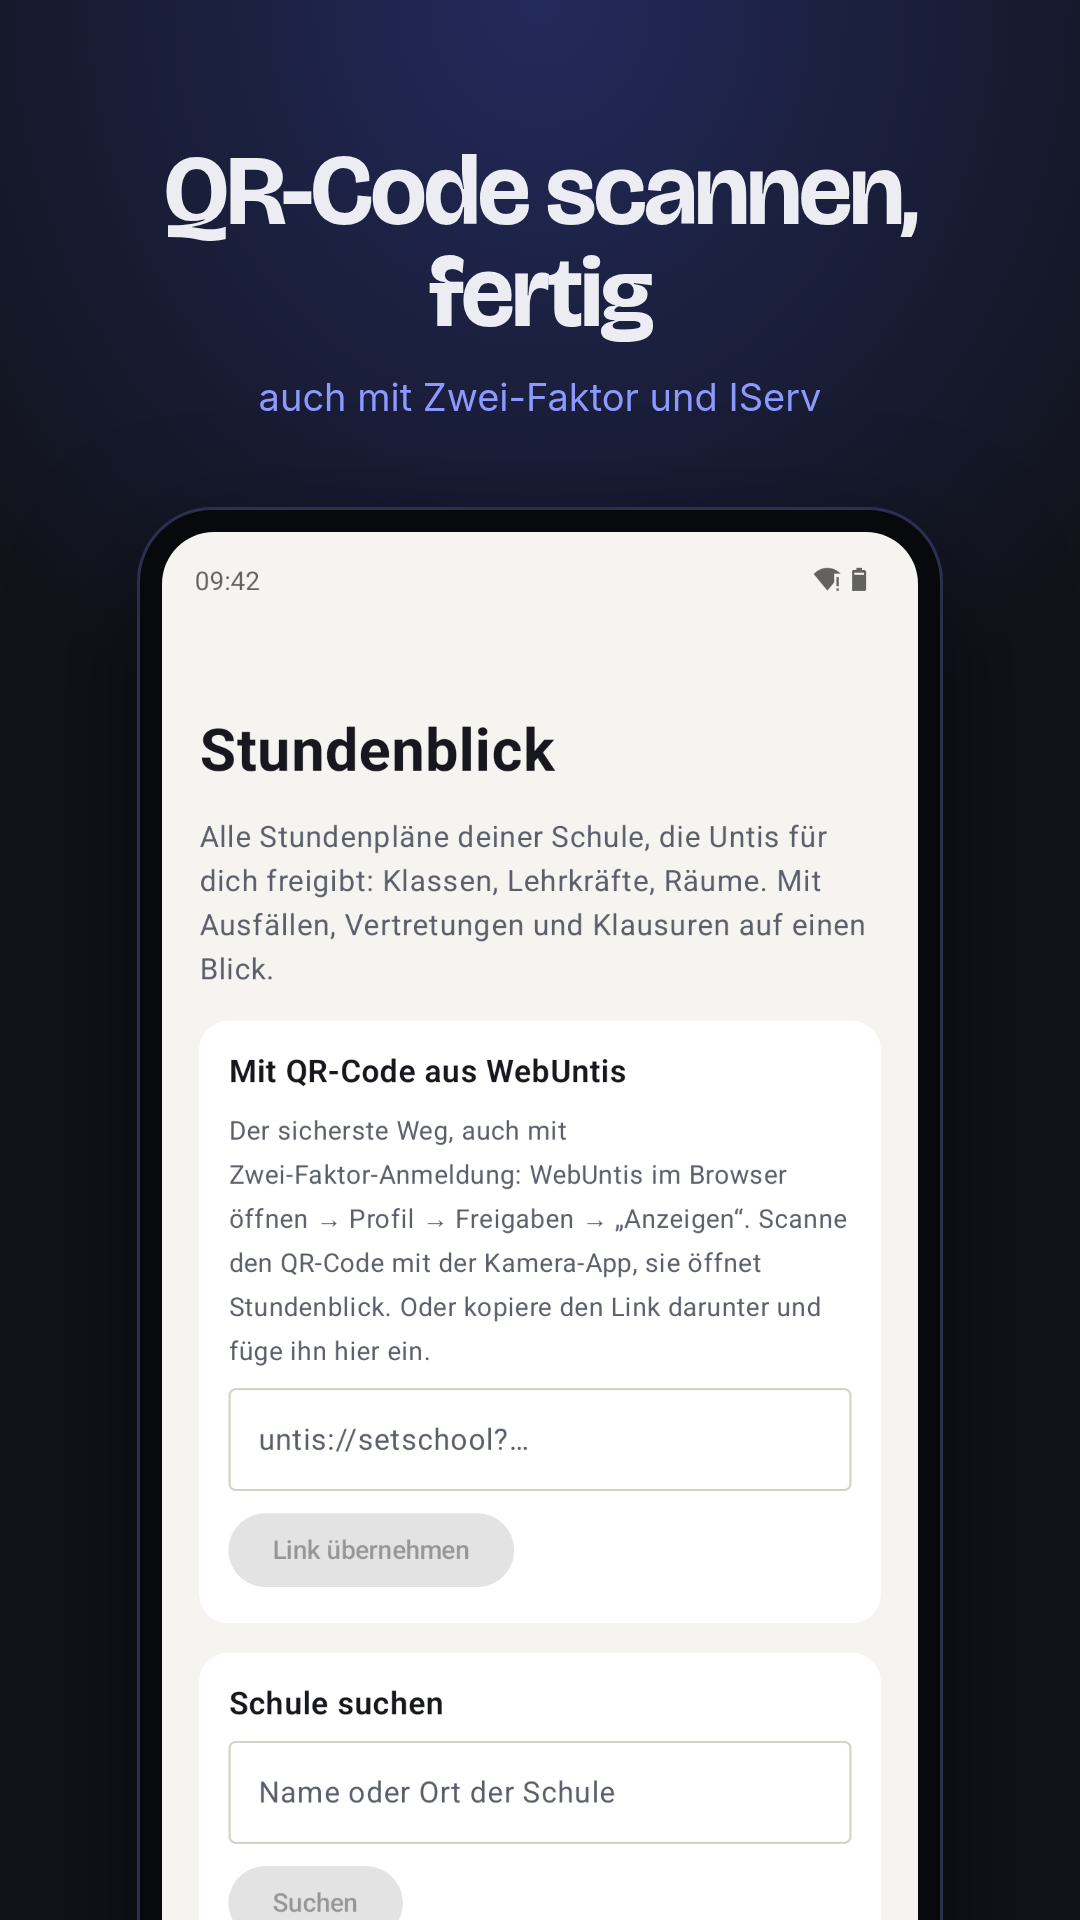 QR-Code scannen,
fertig
auch mit Zwei-Faktor und IServ
09:42
Stundenblick
Alle Stundenpläne deiner Schule, die Untis für
dich freigibt: Klassen, Lehrkräfte, Räume. Mit
Ausfällen, Vertretungen und Klausuren auf einen
Blick.
Mit QR-Code aus WebUntis
Der sicherste Weg, auch mit
Zwei-Faktor-Anmeldung: WebUntis im Browser
öffnen → Profil → Freigaben → „Anzeigen“. Scanne
den QR-Code mit der Kamera-App, sie öffnet
Stundenblick. Oder kopiere den Link darunter und
füge ihn hier ein.
untis://setschool?…
Link übernehmen
Schule suchen
Name oder Ort der Schule
Suchen